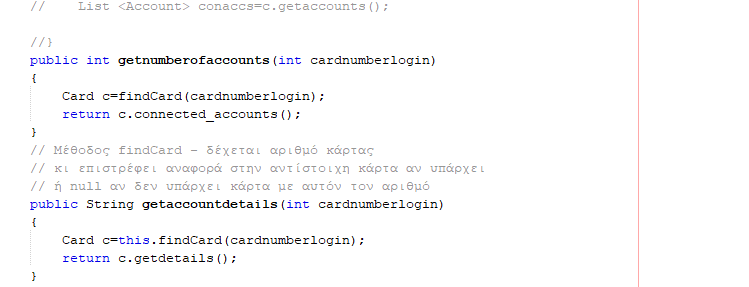 //    List <Account> conaccs=c.getaccounts();
//}
public int getnumberofaccounts(int cardnumberlogin)
{
    Card c=findCard(cardnumberlogin);
    return c.connected_accounts();
}
// Μέθοδος findCard – δέχεται αριθμό κάρτας
// κι επιστρέφει αναφορά στην αντίστοιχη κάρτα αν υπάρχει
// ή null αν δεν υπάρχει κάρτα με αυτόν τον αριθμό
public String getaccountdetails(int cardnumberlogin)
{
    Card c=this.findCard(cardnumberlogin);
    return c.getdetails();
}